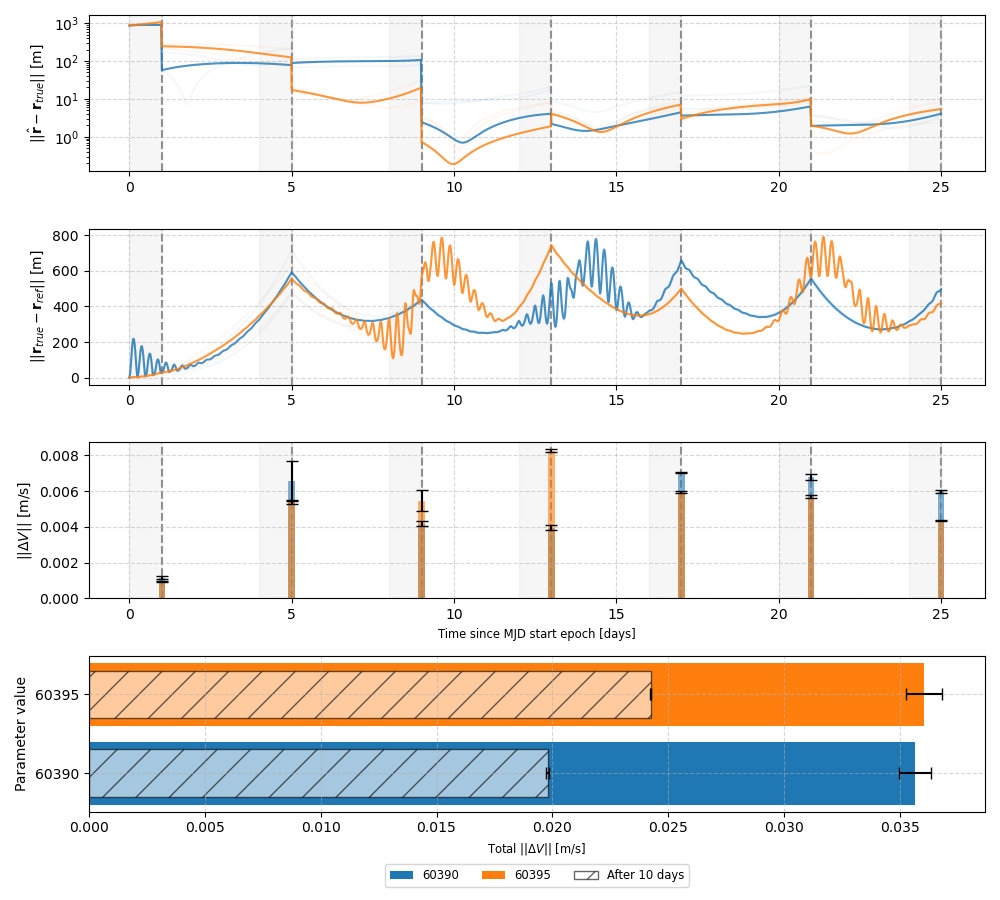 ||r̂ − r_true|| [m]
10³
10²
10¹
10⁰
0 5 10 15 20 25
||r_true − r_ref|| [m]
800
600
400
200
0
0 5 10 15 20 25
||ΔV|| [m/s]
0.008
0.006
0.004
0.002
0.000
0 5 10 15 20 25
Time since MJD start epoch [days]
Parameter value
60395
60390
0.000 0.005 0.010 0.015 0.020 0.025 0.030 0.035
Total ||ΔV|| [m/s]
60390 60395 After 10 days